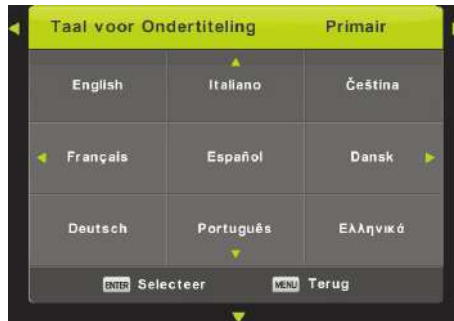 Taal voor Ondertiteling Primair
English Italiano Čeština
Français Español Dansk
Deutsch Português Ελληνικά
ENTER Selecteer MENU Terug